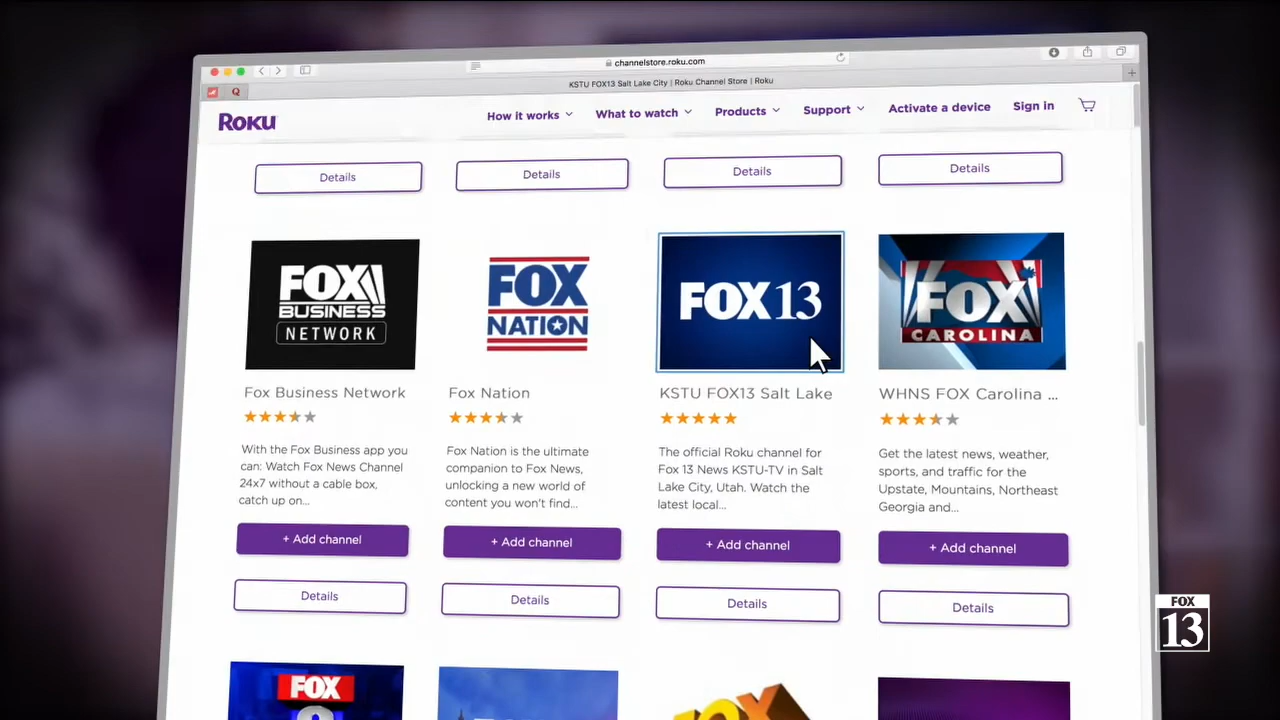 channelstore.roku.com
KSTU FOX13 Salt Lake City | Roku Channel Store | Roku
Roku
How it works
What to watch
Products
Support
Activate a device
Sign in
Details
Details
Details
Details
FOX
BUSINESS
NETWORK
FOX
NATION
FOX 13
FOX
CAROLINA
Fox Business Network
Fox Nation
KSTU FOX13 Salt Lake
WHNS FOX Carolina ...
With the Fox Business app you
can: Watch Fox News Channel
24x7 without a cable box,
catch up on...
Fox Nation is the ultimate
companion to Fox News,
unlocking a new world of
content you won't find...
The official Roku channel for
Fox 13 News KSTU-TV in Salt
Lake City, Utah. Watch the
latest local...
Get the latest news, weather,
sports, and traffic for the
Upstate, Mountains, Northeast
Georgia and...
+ Add channel
+ Add channel
+ Add channel
+ Add channel
Details
Details
Details
Details
FOX
13
FOX
FOX